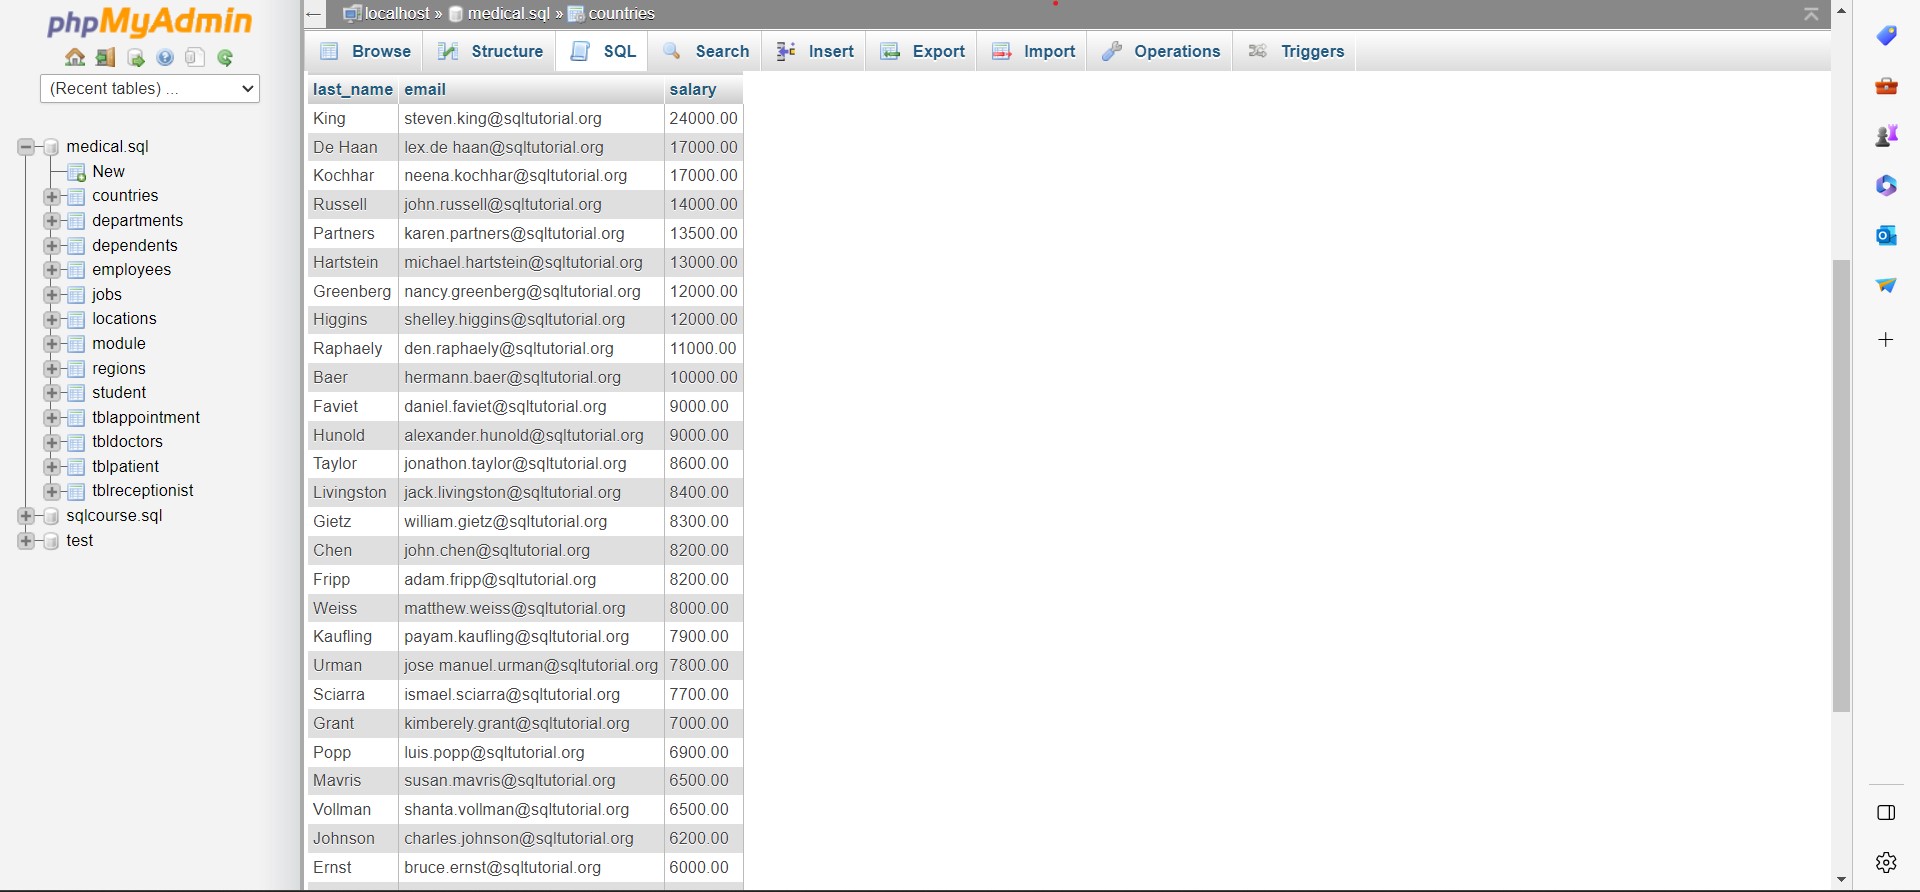 phpMyAdmin
(Recent tables) ...
medical.sql
New
countries
departments
dependents
employees
jobs
locations
module
regions
student
tblappointment
tbldoctors
tblpatient
tblreceptionist
sqlcourse.sql
test
← localhost » medical.sql » countries
Browse Structure SQL Search Insert Export Import Operations Triggers
last_name email salary
King steven.king@sqltutorial.org 24000.00
De Haan lex.de haan@sqltutorial.org 17000.00
Kochhar neena.kochhar@sqltutorial.org 17000.00
Russell john.russell@sqltutorial.org 14000.00
Partners karen.partners@sqltutorial.org 13500.00
Hartstein michael.hartstein@sqltutorial.org 13000.00
Greenberg nancy.greenberg@sqltutorial.org 12000.00
Higgins shelley.higgins@sqltutorial.org 12000.00
Raphaely den.raphaely@sqltutorial.org 11000.00
Baer hermann.baer@sqltutorial.org 10000.00
Faviet daniel.faviet@sqltutorial.org 9000.00
Hunold alexander.hunold@sqltutorial.org 9000.00
Taylor jonathon.taylor@sqltutorial.org 8600.00
Livingston jack.livingston@sqltutorial.org 8400.00
Gietz william.gietz@sqltutorial.org 8300.00
Chen john.chen@sqltutorial.org 8200.00
Fripp adam.fripp@sqltutorial.org 8200.00
Weiss matthew.weiss@sqltutorial.org 8000.00
Kaufling payam.kaufling@sqltutorial.org 7900.00
Urman jose manuel.urman@sqltutorial.org 7800.00
Sciarra ismael.sciarra@sqltutorial.org 7700.00
Grant kimberely.grant@sqltutorial.org 7000.00
Popp luis.popp@sqltutorial.org 6900.00
Mavris susan.mavris@sqltutorial.org 6500.00
Vollman shanta.vollman@sqltutorial.org 6500.00
Johnson charles.johnson@sqltutorial.org 6200.00
Ernst bruce.ernst@sqltutorial.org 6000.00